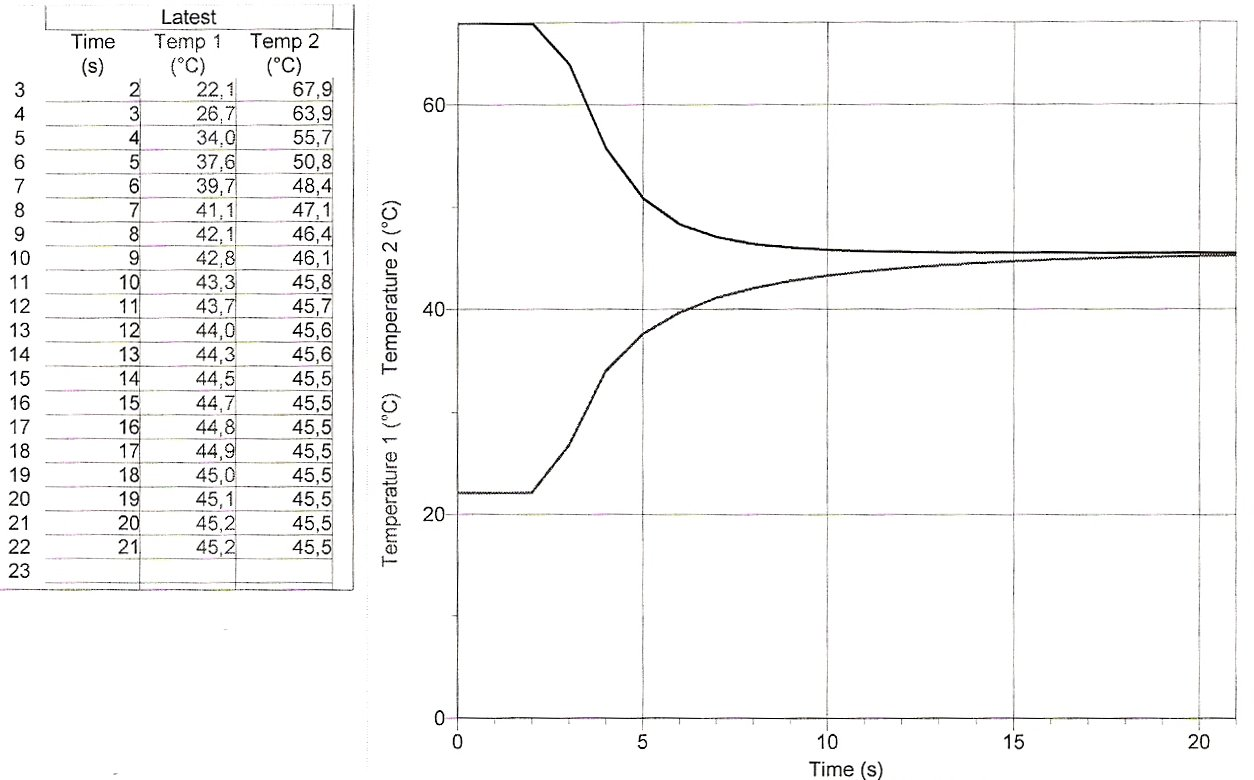 Latest
Time Temp 1 Temp 2
(s) (°C) (°C)
3 2 22,1 67,9
4 3 26,7 63,9
5 4 34,0 55,7
6 5 37,6 50,8
7 6 39,7 48,4
8 7 41,1 47,1
9 8 42,1 46,4
10 9 42,8 46,1
11 10 43,3 45,8
12 11 43,7 45,7
13 12 44,0 45,6
14 13 44,3 45,6
15 14 44,5 45,5
16 15 44,7 45,5
17 16 44,8 45,5
18 17 44,9 45,5
19 18 45,0 45,5
20 19 45,1 45,5
21 20 45,2 45,5
22 21 45,2 45,5
23
Temperature 1 (°C) Temperature 2 (°C)
60
40
20
0
0 5 10 15 20
Time (s)